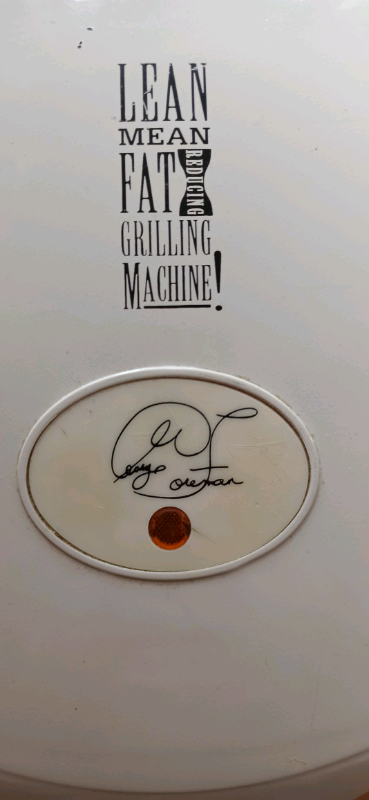 LEAN
MEAN
FAT REDUCING
GRILLING
MACHINE!
George Foreman